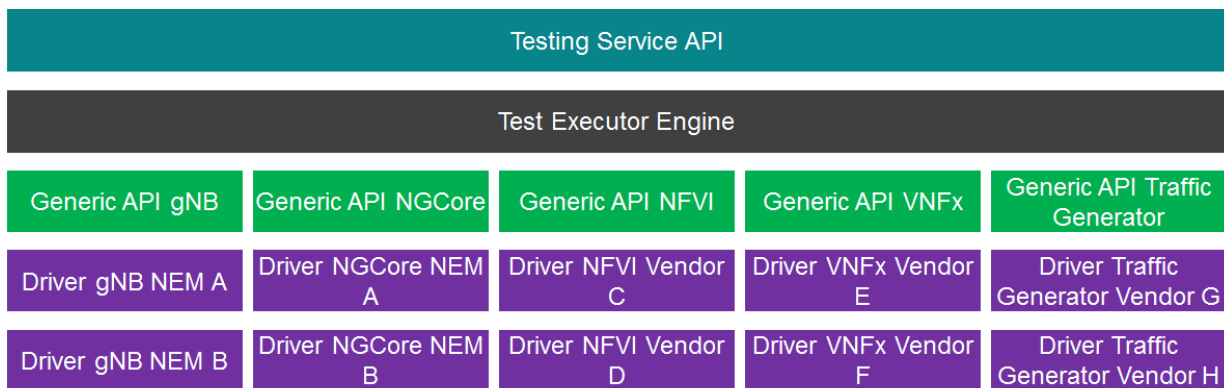 Testing Service API
Test Executor Engine
Generic API gNB
Generic API NGCore
Generic API NFVI
Generic API VNFx
Generic API Traffic
Generator
Driver gNB NEM A
Driver NGCore NEM
A
Driver NFVI Vendor
C
Driver VNFx Vendor
E
Driver Traffic
Generator Vendor G
Driver gNB NEM B
Driver NGCore NEM
B
Driver NFVI Vendor
D
Driver VNFx Vendor
F
Driver Traffic
Generator Vendor H